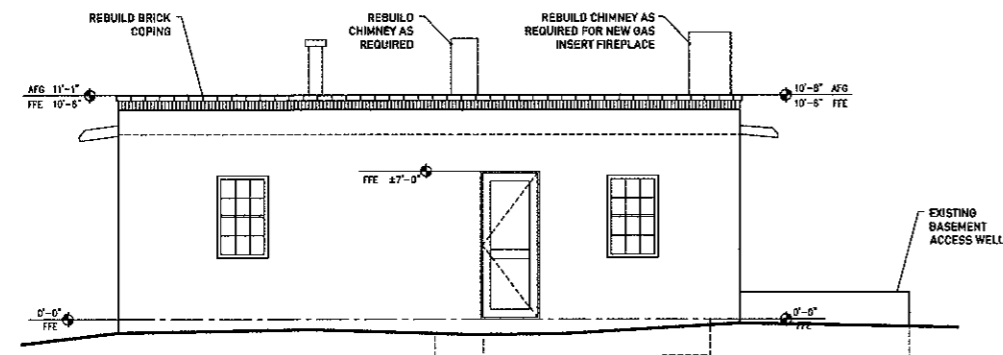 REBUILD BRICK
COPING
REBUILD
CHIMNEY AS
REQUIRED
REBUILD CHIMNEY AS
REQUIRED FOR NEW GAS
INSERT FIREPLACE
AFG 11'-1"
FFE 10'-6"
10'-8" AFG
10'-6" FFE
FFE ±7'-0"
EXISTING
BASEMENT
ACCESS WELL
0'-0"
FFE
0'-0"
FFE